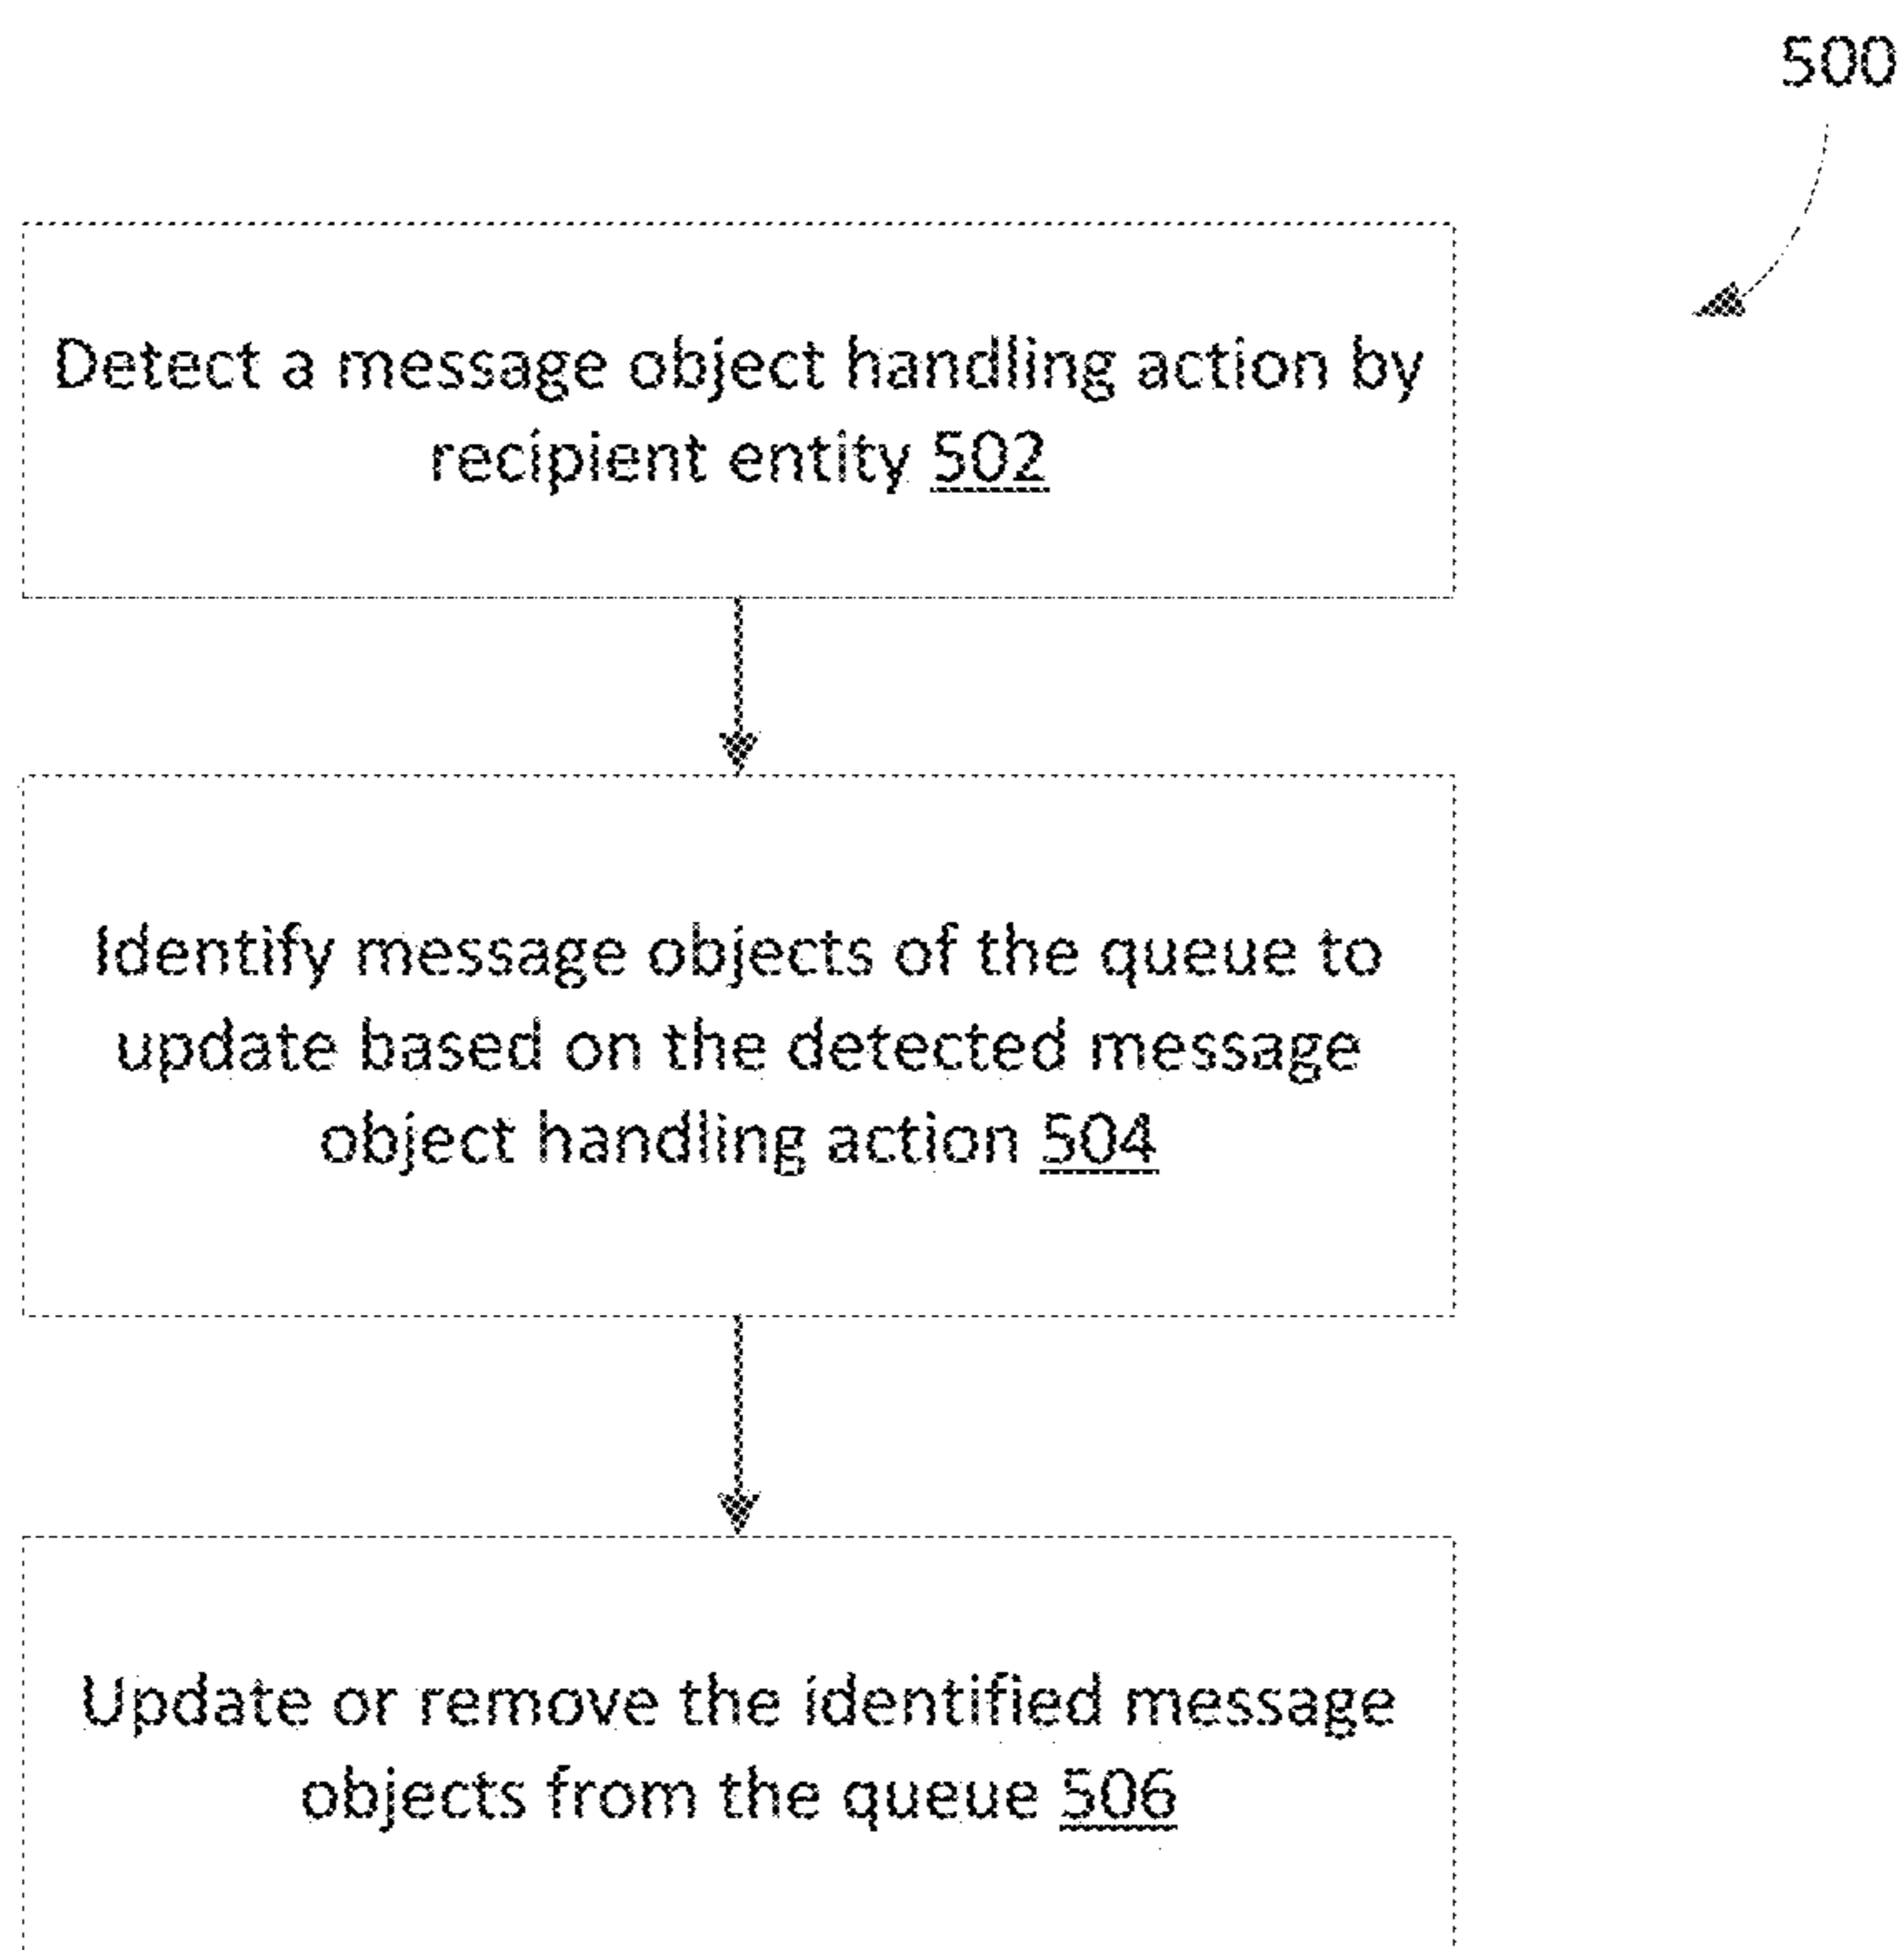 500
Detect a message object handling action by
recipient entity 502
Identify message objects of the queue to
update based on the detected message
object handling action 504
Update or remove the identified message
objects from the queue 506